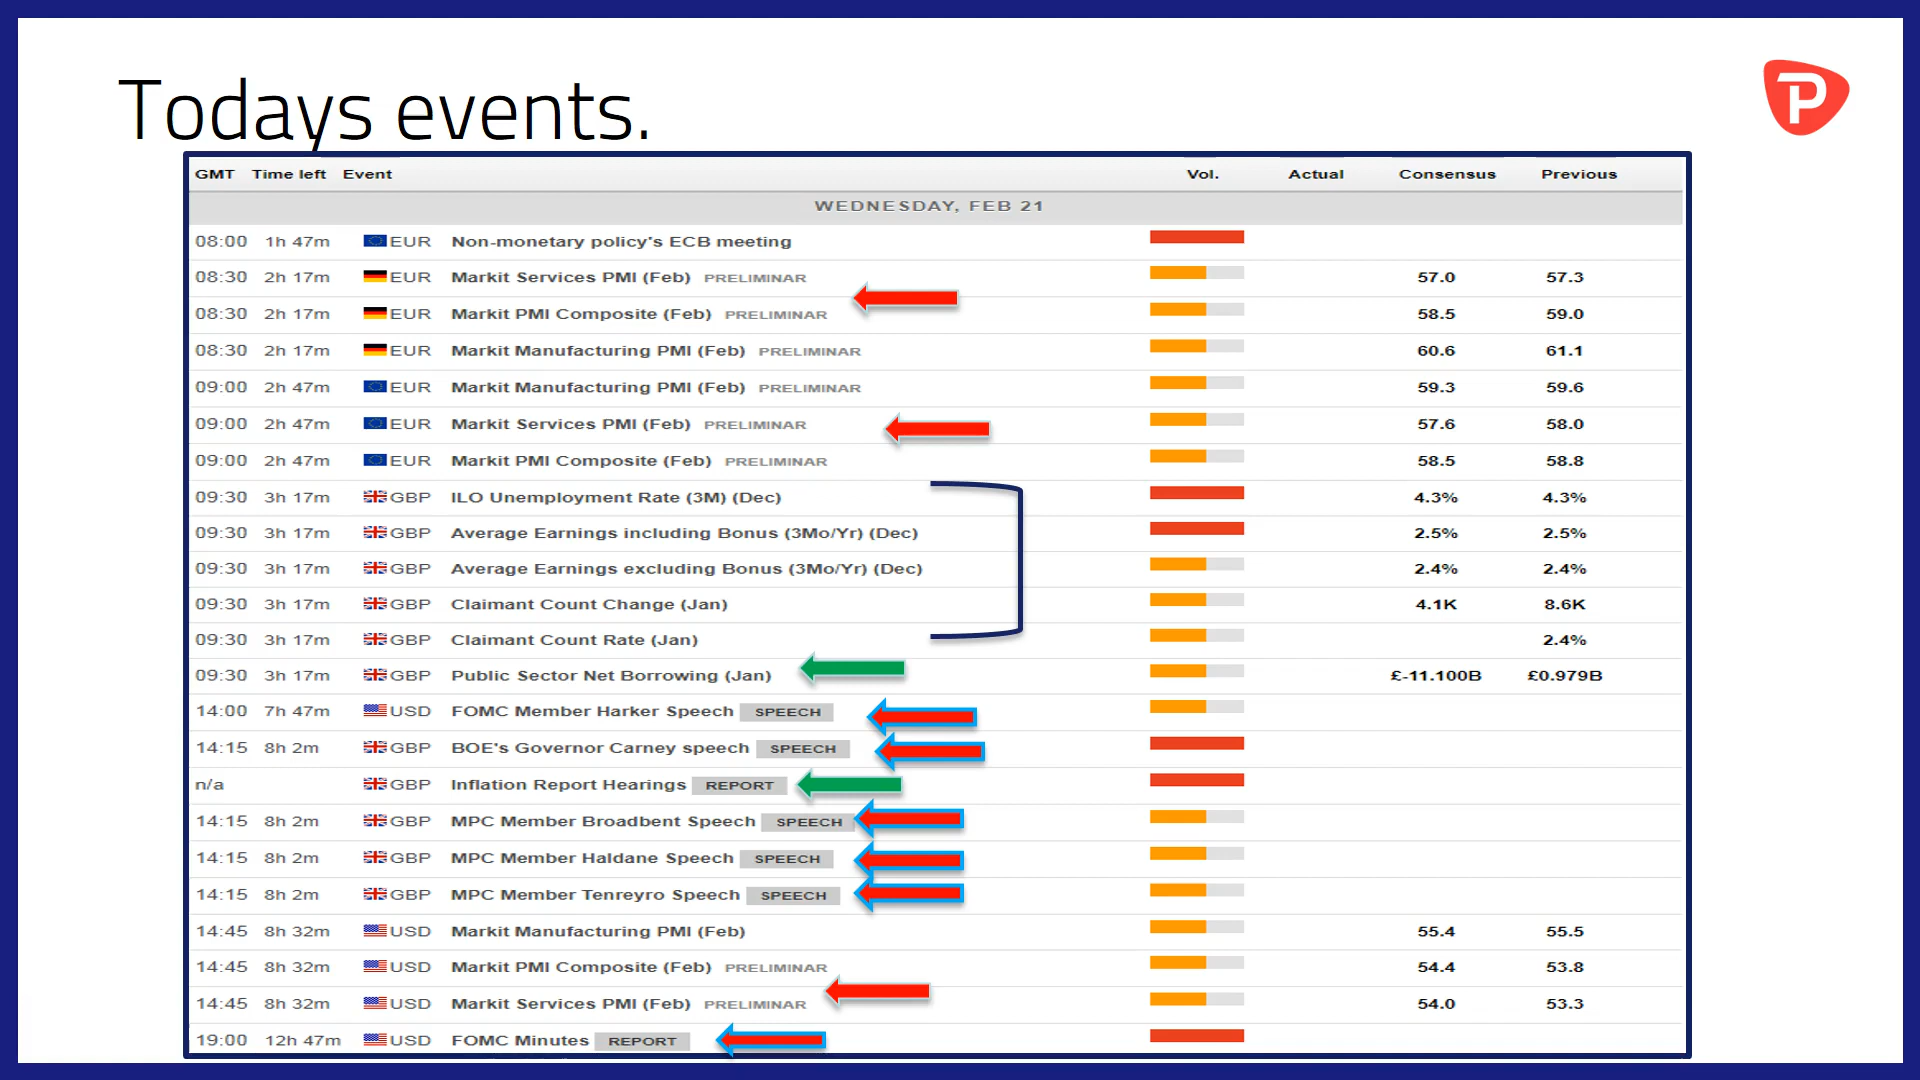 Todays events.
P
GMT Time left Event Vol. Actual Consensus Previous
WEDNESDAY, FEB 21
08:00 1h 47m EUR Non-monetary policy's ECB meeting
08:30 2h 17m EUR Markit Services PMI (Feb) PRELIMINAR 57.0 57.3
08:30 2h 17m EUR Markit PMI Composite (Feb) PRELIMINAR 58.5 59.0
08:30 2h 17m EUR Markit Manufacturing PMI (Feb) PRELIMINAR 60.6 61.1
09:00 2h 47m EUR Markit Manufacturing PMI (Feb) PRELIMINAR 59.3 59.6
09:00 2h 47m EUR Markit Services PMI (Feb) PRELIMINAR 57.6 58.0
09:00 2h 47m EUR Markit PMI Composite (Feb) PRELIMINAR 58.5 58.8
09:30 3h 17m GBP ILO Unemployment Rate (3M) (Dec) 4.3% 4.3%
09:30 3h 17m GBP Average Earnings including Bonus (3Mo/Yr) (Dec) 2.5% 2.5%
09:30 3h 17m GBP Average Earnings excluding Bonus (3Mo/Yr) (Dec) 2.4% 2.4%
09:30 3h 17m GBP Claimant Count Change (Jan) 4.1K 8.6K
09:30 3h 17m GBP Claimant Count Rate (Jan) 2.4%
09:30 3h 17m GBP Public Sector Net Borrowing (Jan) £-11.100B £0.979B
14:00 7h 47m USD FOMC Member Harker Speech SPEECH
14:15 8h 2m GBP BOE's Governor Carney speech SPEECH
n/a GBP Inflation Report Hearings REPORT
14:15 8h 2m GBP MPC Member Broadbent Speech SPEECH
14:15 8h 2m GBP MPC Member Haldane Speech SPEECH
14:15 8h 2m GBP MPC Member Tenreyro Speech SPEECH
14:45 8h 32m USD Markit Manufacturing PMI (Feb) 55.4 55.5
14:45 8h 32m USD Markit PMI Composite (Feb) PRELIMINAR 54.4 53.8
14:45 8h 32m USD Markit Services PMI (Feb) PRELIMINAR 54.0 53.3
19:00 12h 47m USD FOMC Minutes REPORT